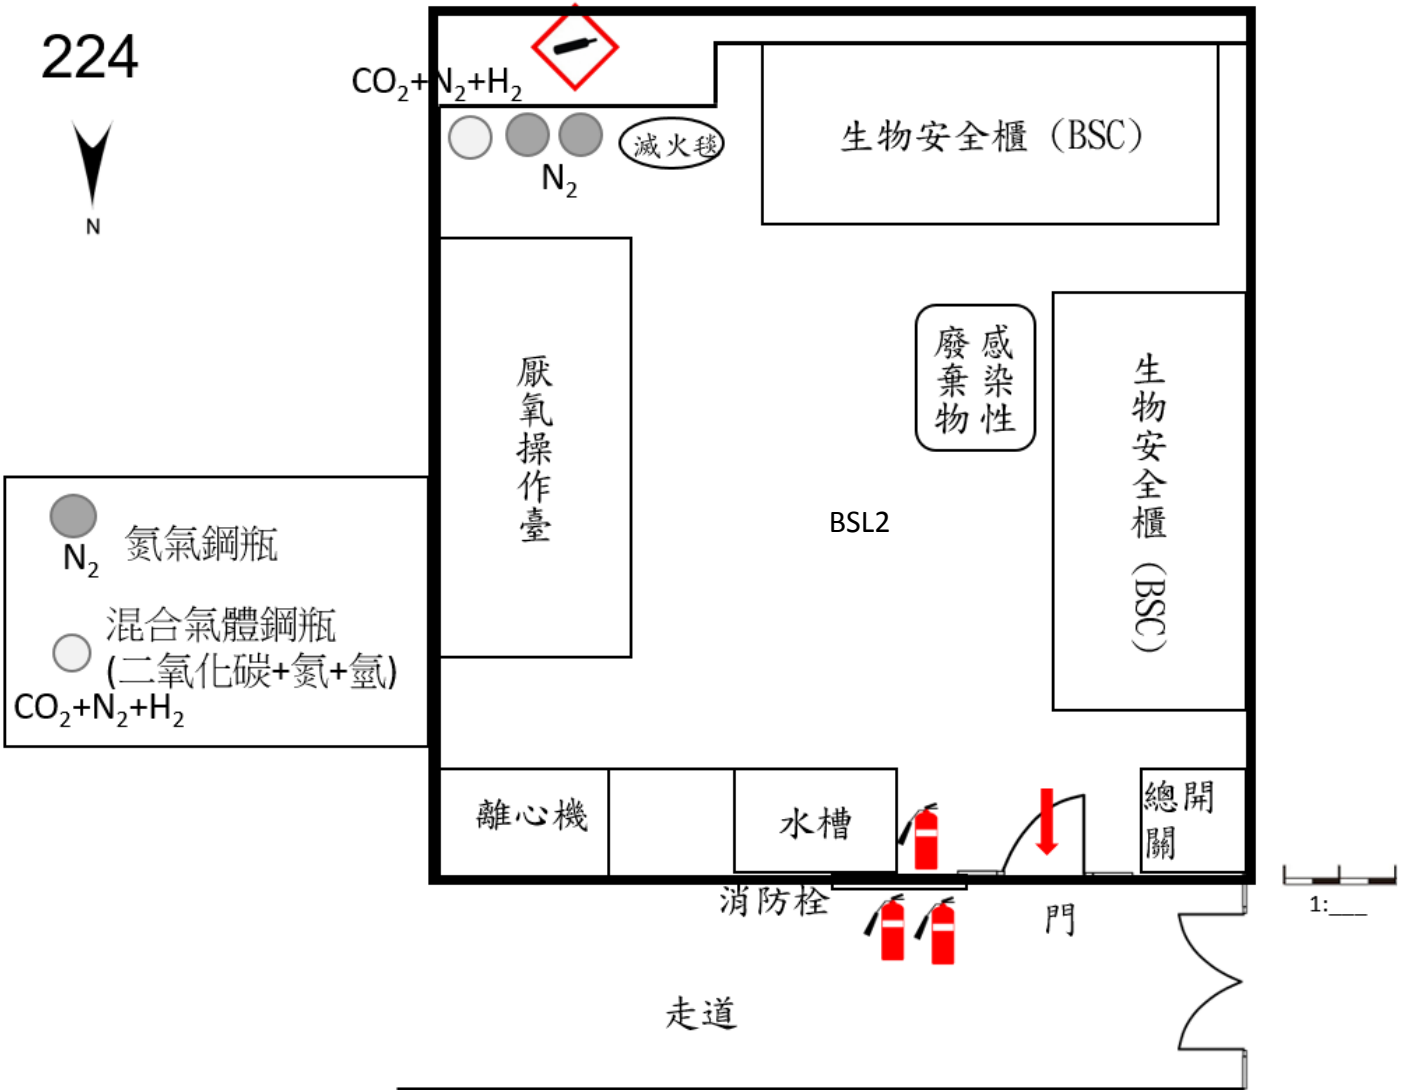 224
N
CO₂+N₂+H₂
N₂
滅火毯
生物安全櫃（BSC）
厭氧操作臺
感染性
廢棄物
生物安全櫃（BSC）
BSL2
N₂
氮氣鋼瓶
混合氣體鋼瓶
(二氧化碳+氮+氫)
CO₂+N₂+H₂
離心機
水槽
總開
關
消防栓
門
1:___
走道